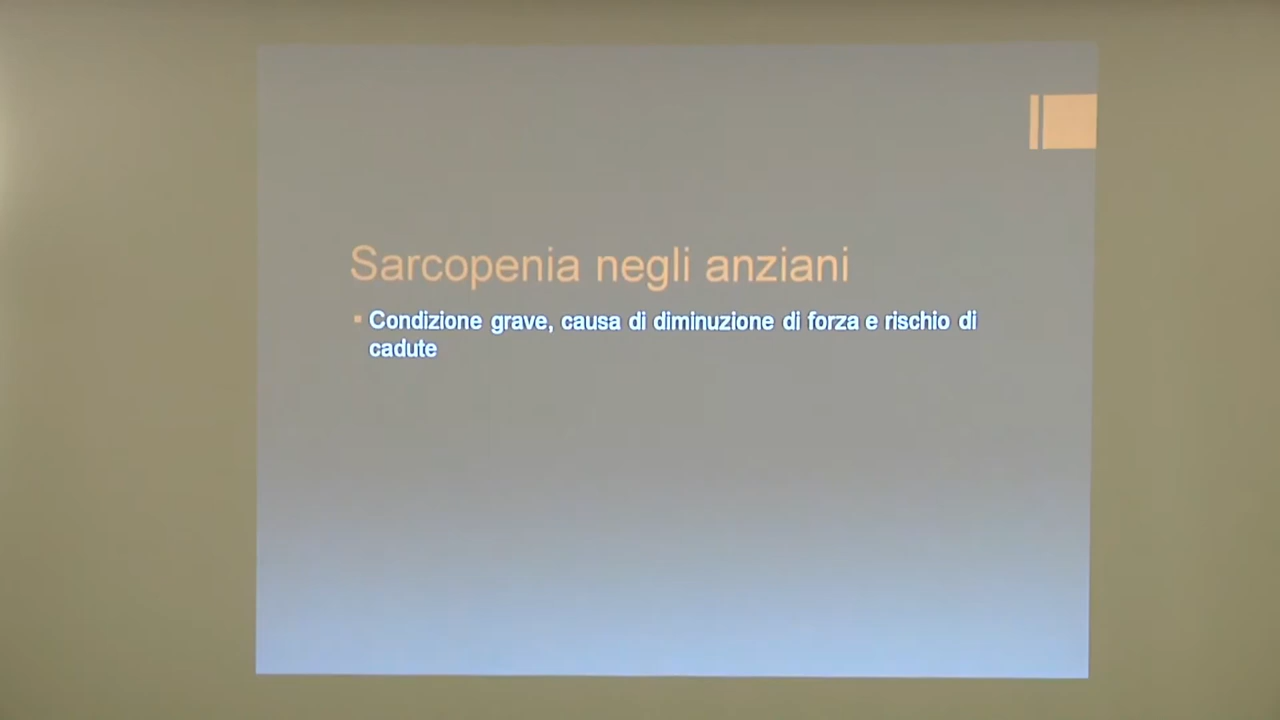 Sarcopenia negli anziani
Condizione grave, causa di diminuzione di forza e rischio di
cadute